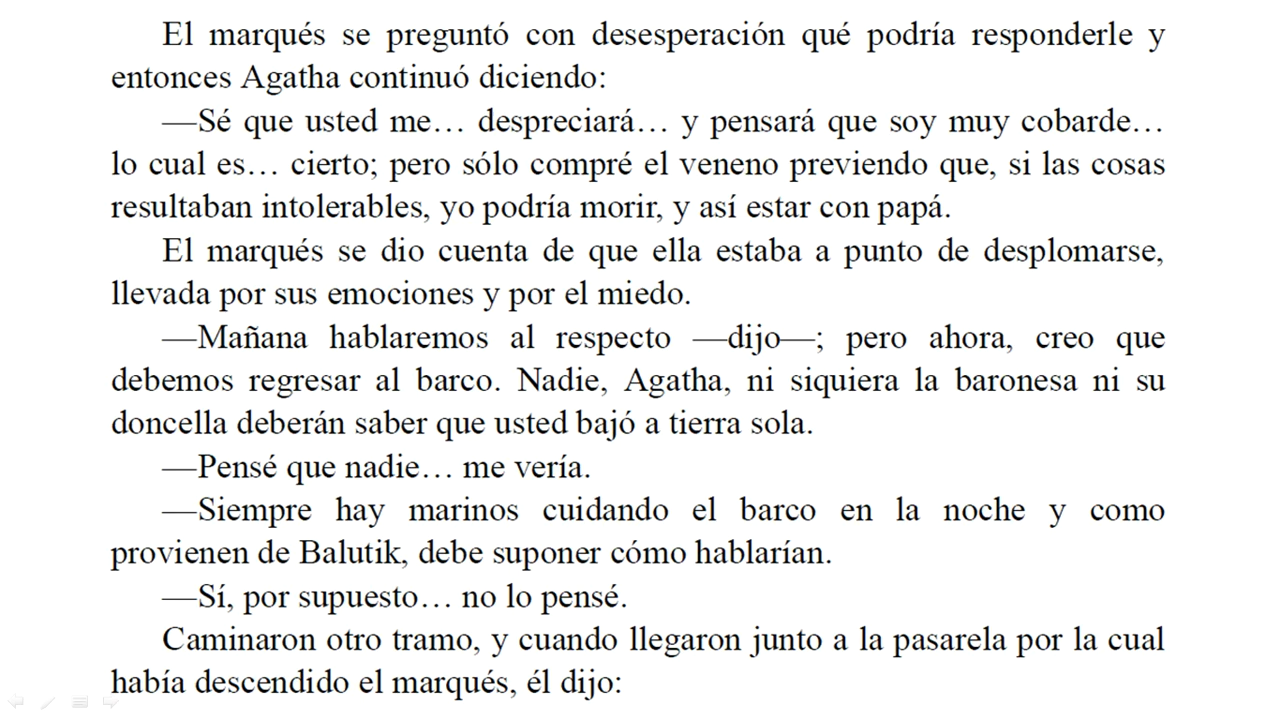 El marqués se preguntó con desesperación qué podría responderle y
entonces Agatha continuó diciendo:
—Sé que usted me… despreciará… y pensará que soy muy cobarde…
lo cual es… cierto; pero sólo compré el veneno previendo que, si las cosas
resultaban intolerables, yo podría morir, y así estar con papá.
El marqués se dio cuenta de que ella estaba a punto de desplomarse,
llevada por sus emociones y por el miedo.
—Mañana hablaremos al respecto —dijo—; pero ahora, creo que
debemos regresar al barco. Nadie, Agatha, ni siquiera la baronesa ni su
doncella deberán saber que usted bajó a tierra sola.
—Pensé que nadie… me vería.
—Siempre hay marinos cuidando el barco en la noche y como
provienen de Balutik, debe suponer cómo hablarían.
—Sí, por supuesto… no lo pensé.
Caminaron otro tramo, y cuando llegaron junto a la pasarela por la cual
había descendido el marqués, él dijo: